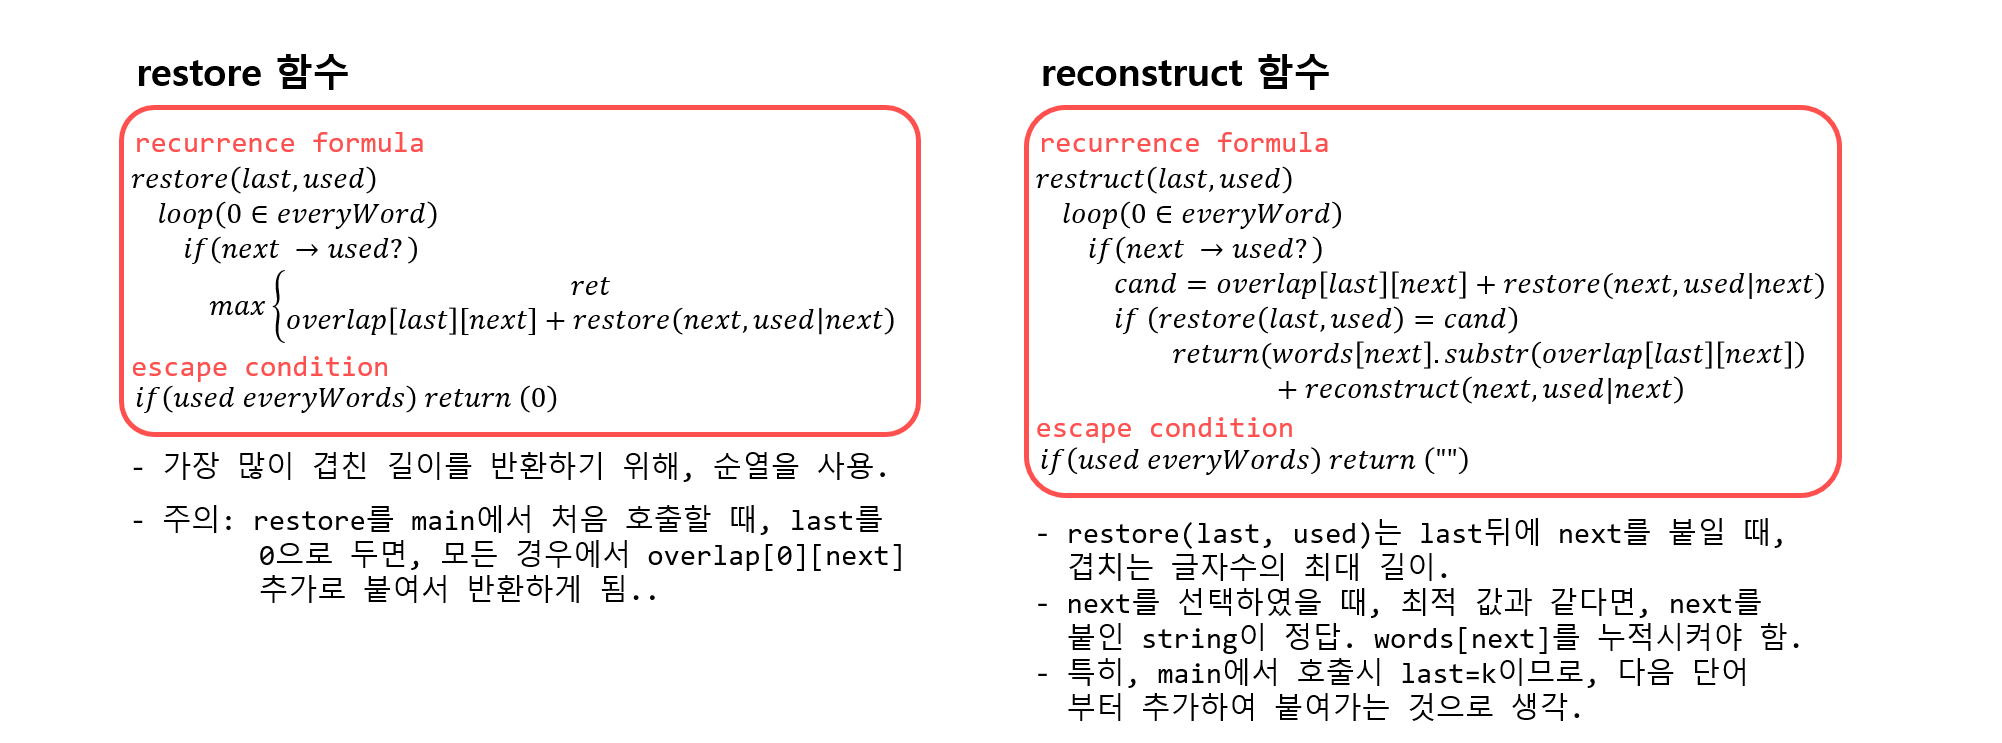 restore 함수
recurrence formula
restore(last, used)
loop(0 ∈ everyWord)
if(next → used?)
max { ret
overlap[last][next] + restore(next, used|next)
escape condition
if(used everyWords) return (0)
- 가장 많이 겹친 길이를 반환하기 위해, 순열을 사용.
- 주의: restore를 main에서 처음 호출할 때, last를
0으로 두면, 모든 경우에서 overlap[0][next]
추가로 붙여서 반환하게 됨..
reconstruct 함수
recurrence formula
restruct(last, used)
loop(0 ∈ everyWord)
if(next → used?)
cand = overlap[last][next] + restore(next, used|next)
if (restore(last, used) = cand)
return(words[next].substr(overlap[last][next])
+ reconstruct(next, used|next)
escape condition
if(used everyWords) return ("")
- restore(last, used)는 last뒤에 next를 붙일 때,
겹치는 글자수의 최대 길이.
- next를 선택하였을 때, 최적 값과 같다면, next를
붙인 string이 정답. words[next]를 누적시켜야 함.
- 특히, main에서 호출시 last=k이므로, 다음 단어
부터 추가하여 붙여가는 것으로 생각.